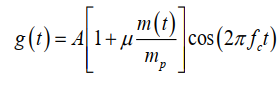 g(t) = A[1 + μ m(t)/m_p] cos(2πf_c t)